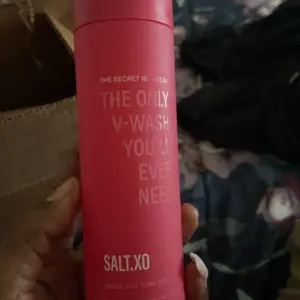 THE SECRET IS
THE ONLY
V-WASH
YOU'LL
EVER
NEED
SALT.XO